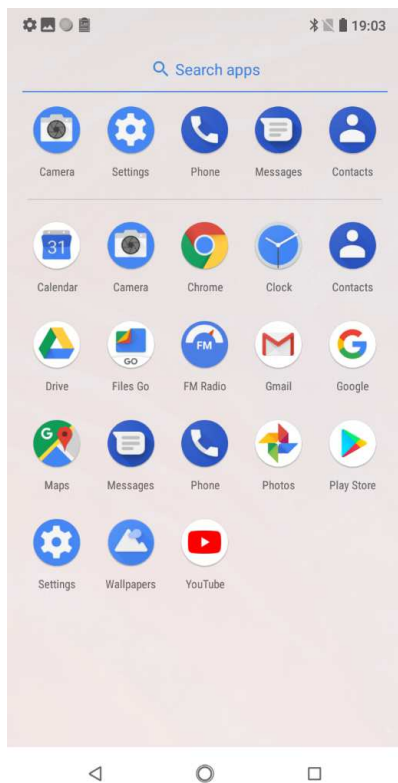 19:03
Search apps
Camera Settings Phone Messages Contacts
31
Calendar Camera Chrome Clock Contacts
GO FM
Drive Files Go FM Radio Gmail Google
G
Maps Messages Phone Photos Play Store
Settings Wallpapers YouTube